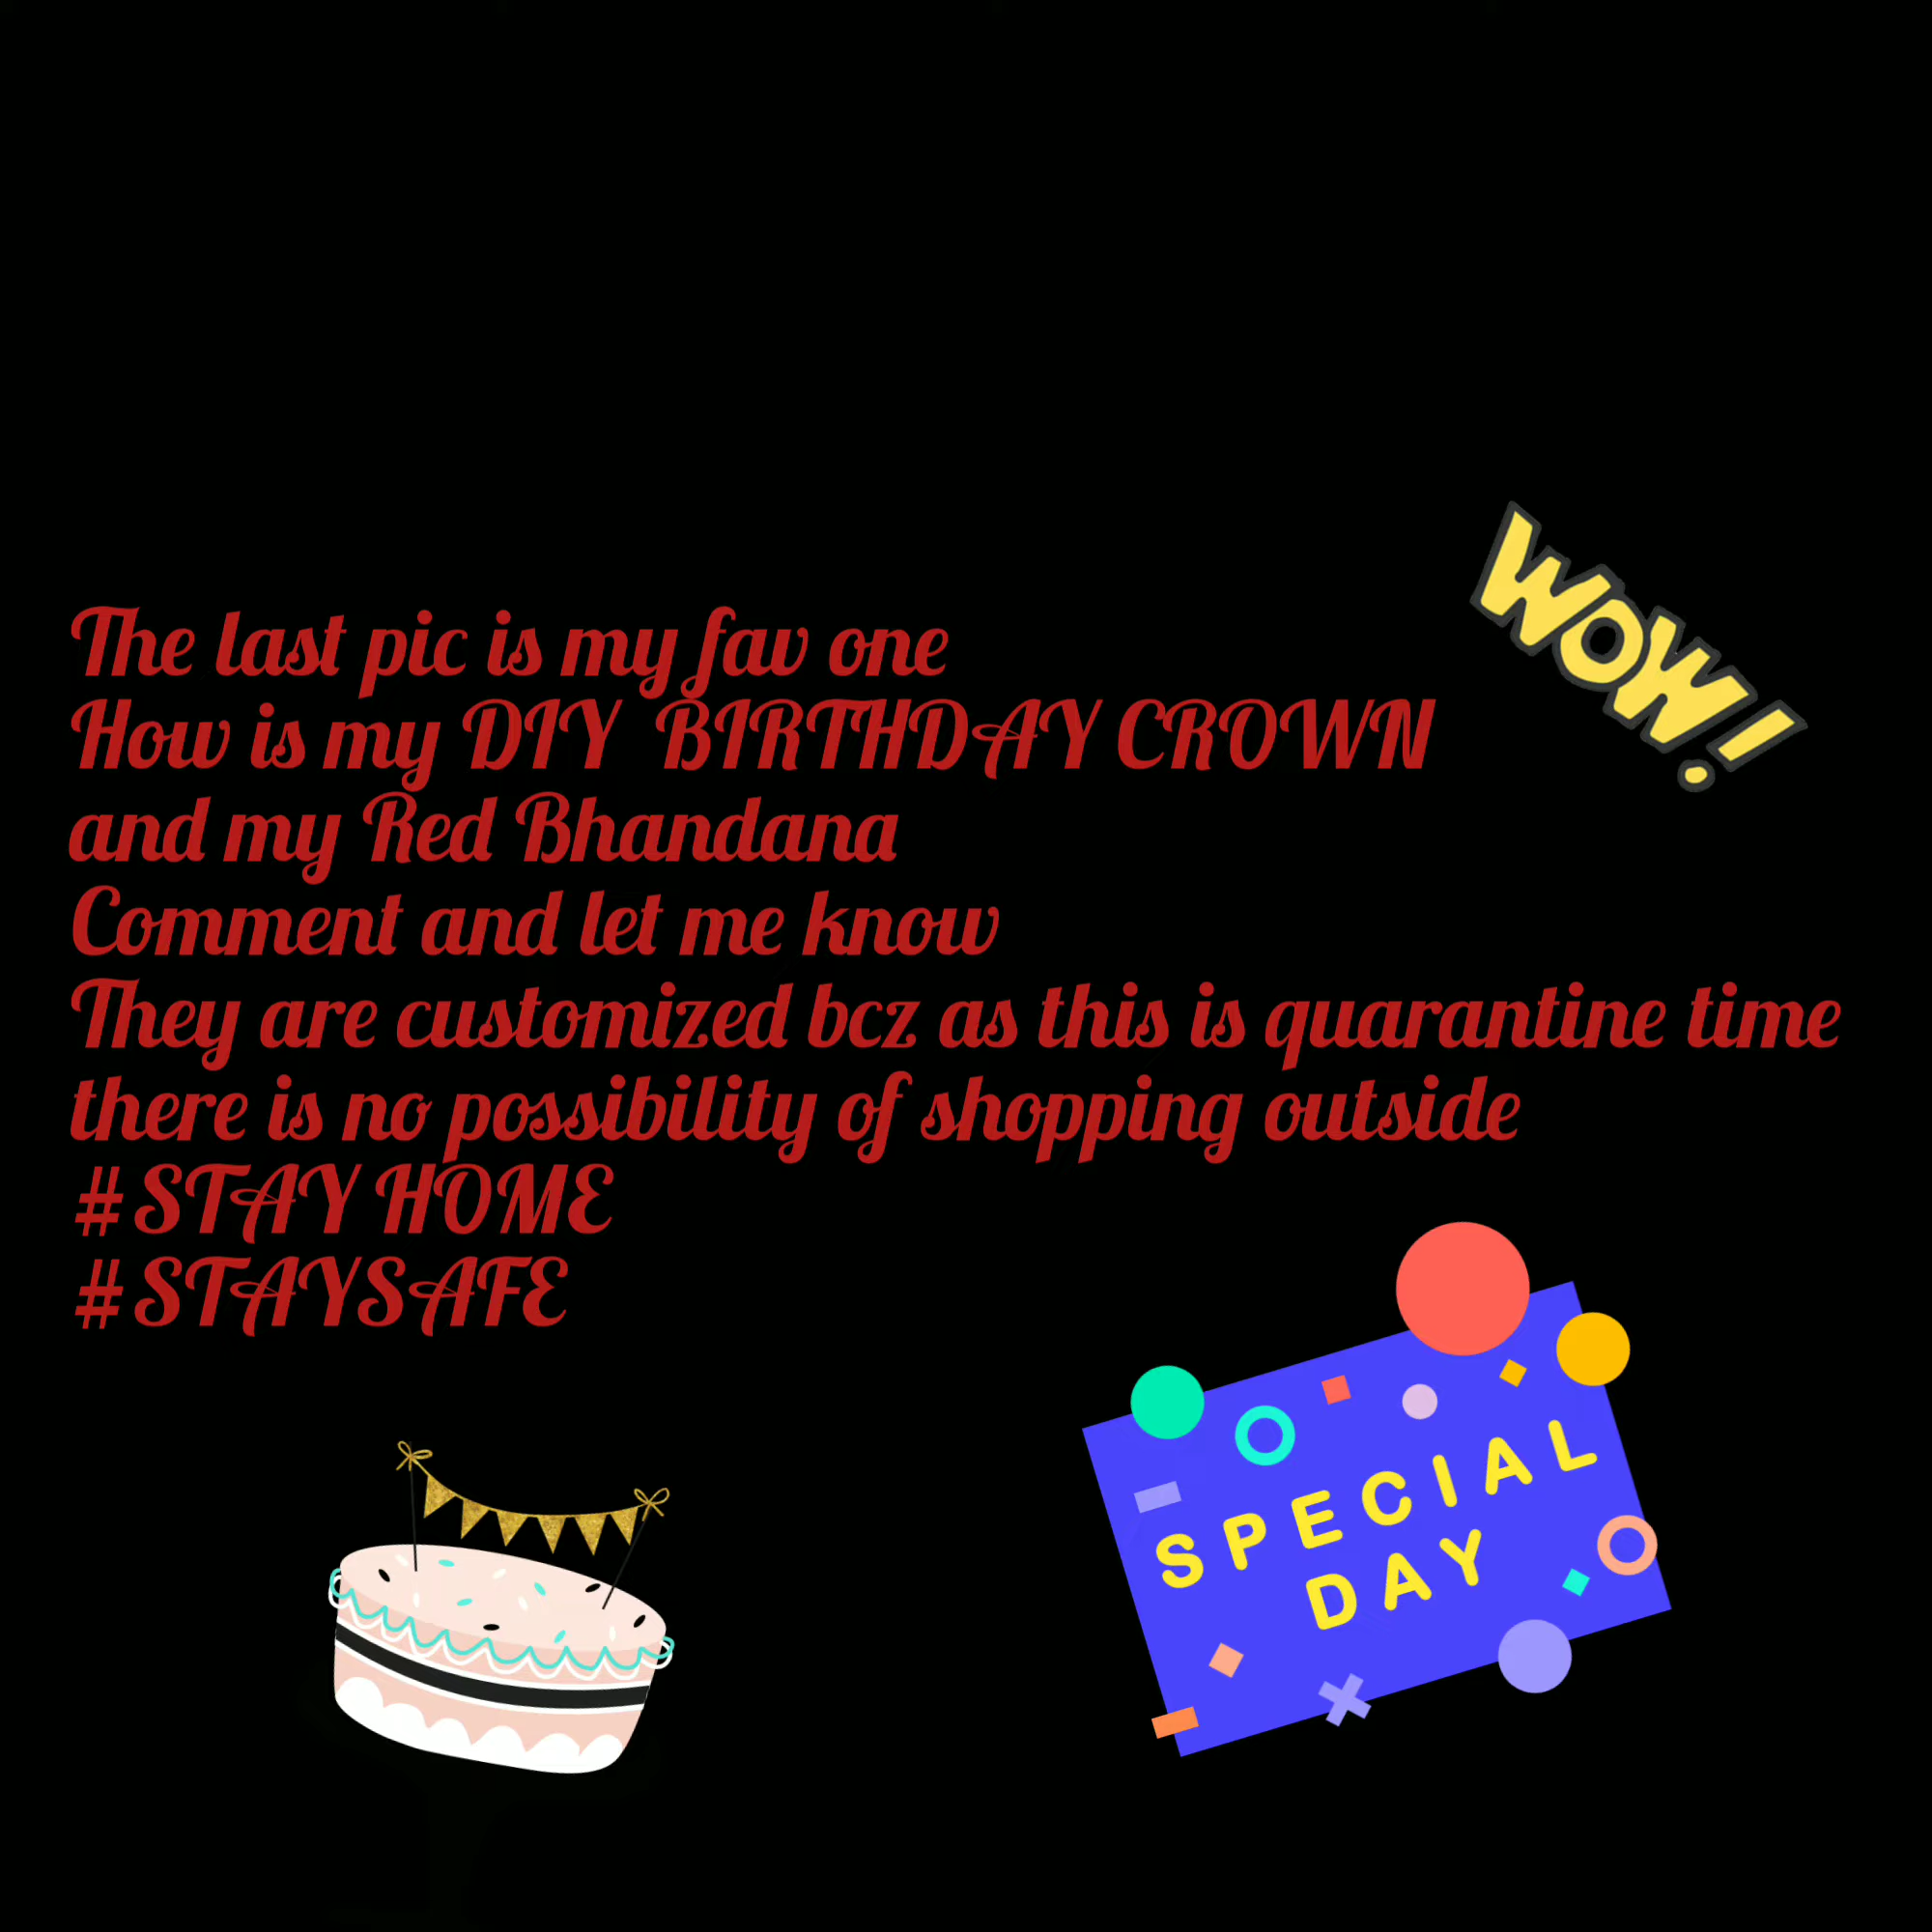 WOW!
The last pic is my fav one
How is my DIY BIRTHDAY CROWN
and my Red Bhandana
Comment and let me know
They are customized bcz as this is quarantine time
there is no possibility of shopping outside
#STAY HOME
#STAYSAFE
SPECIAL
DAY